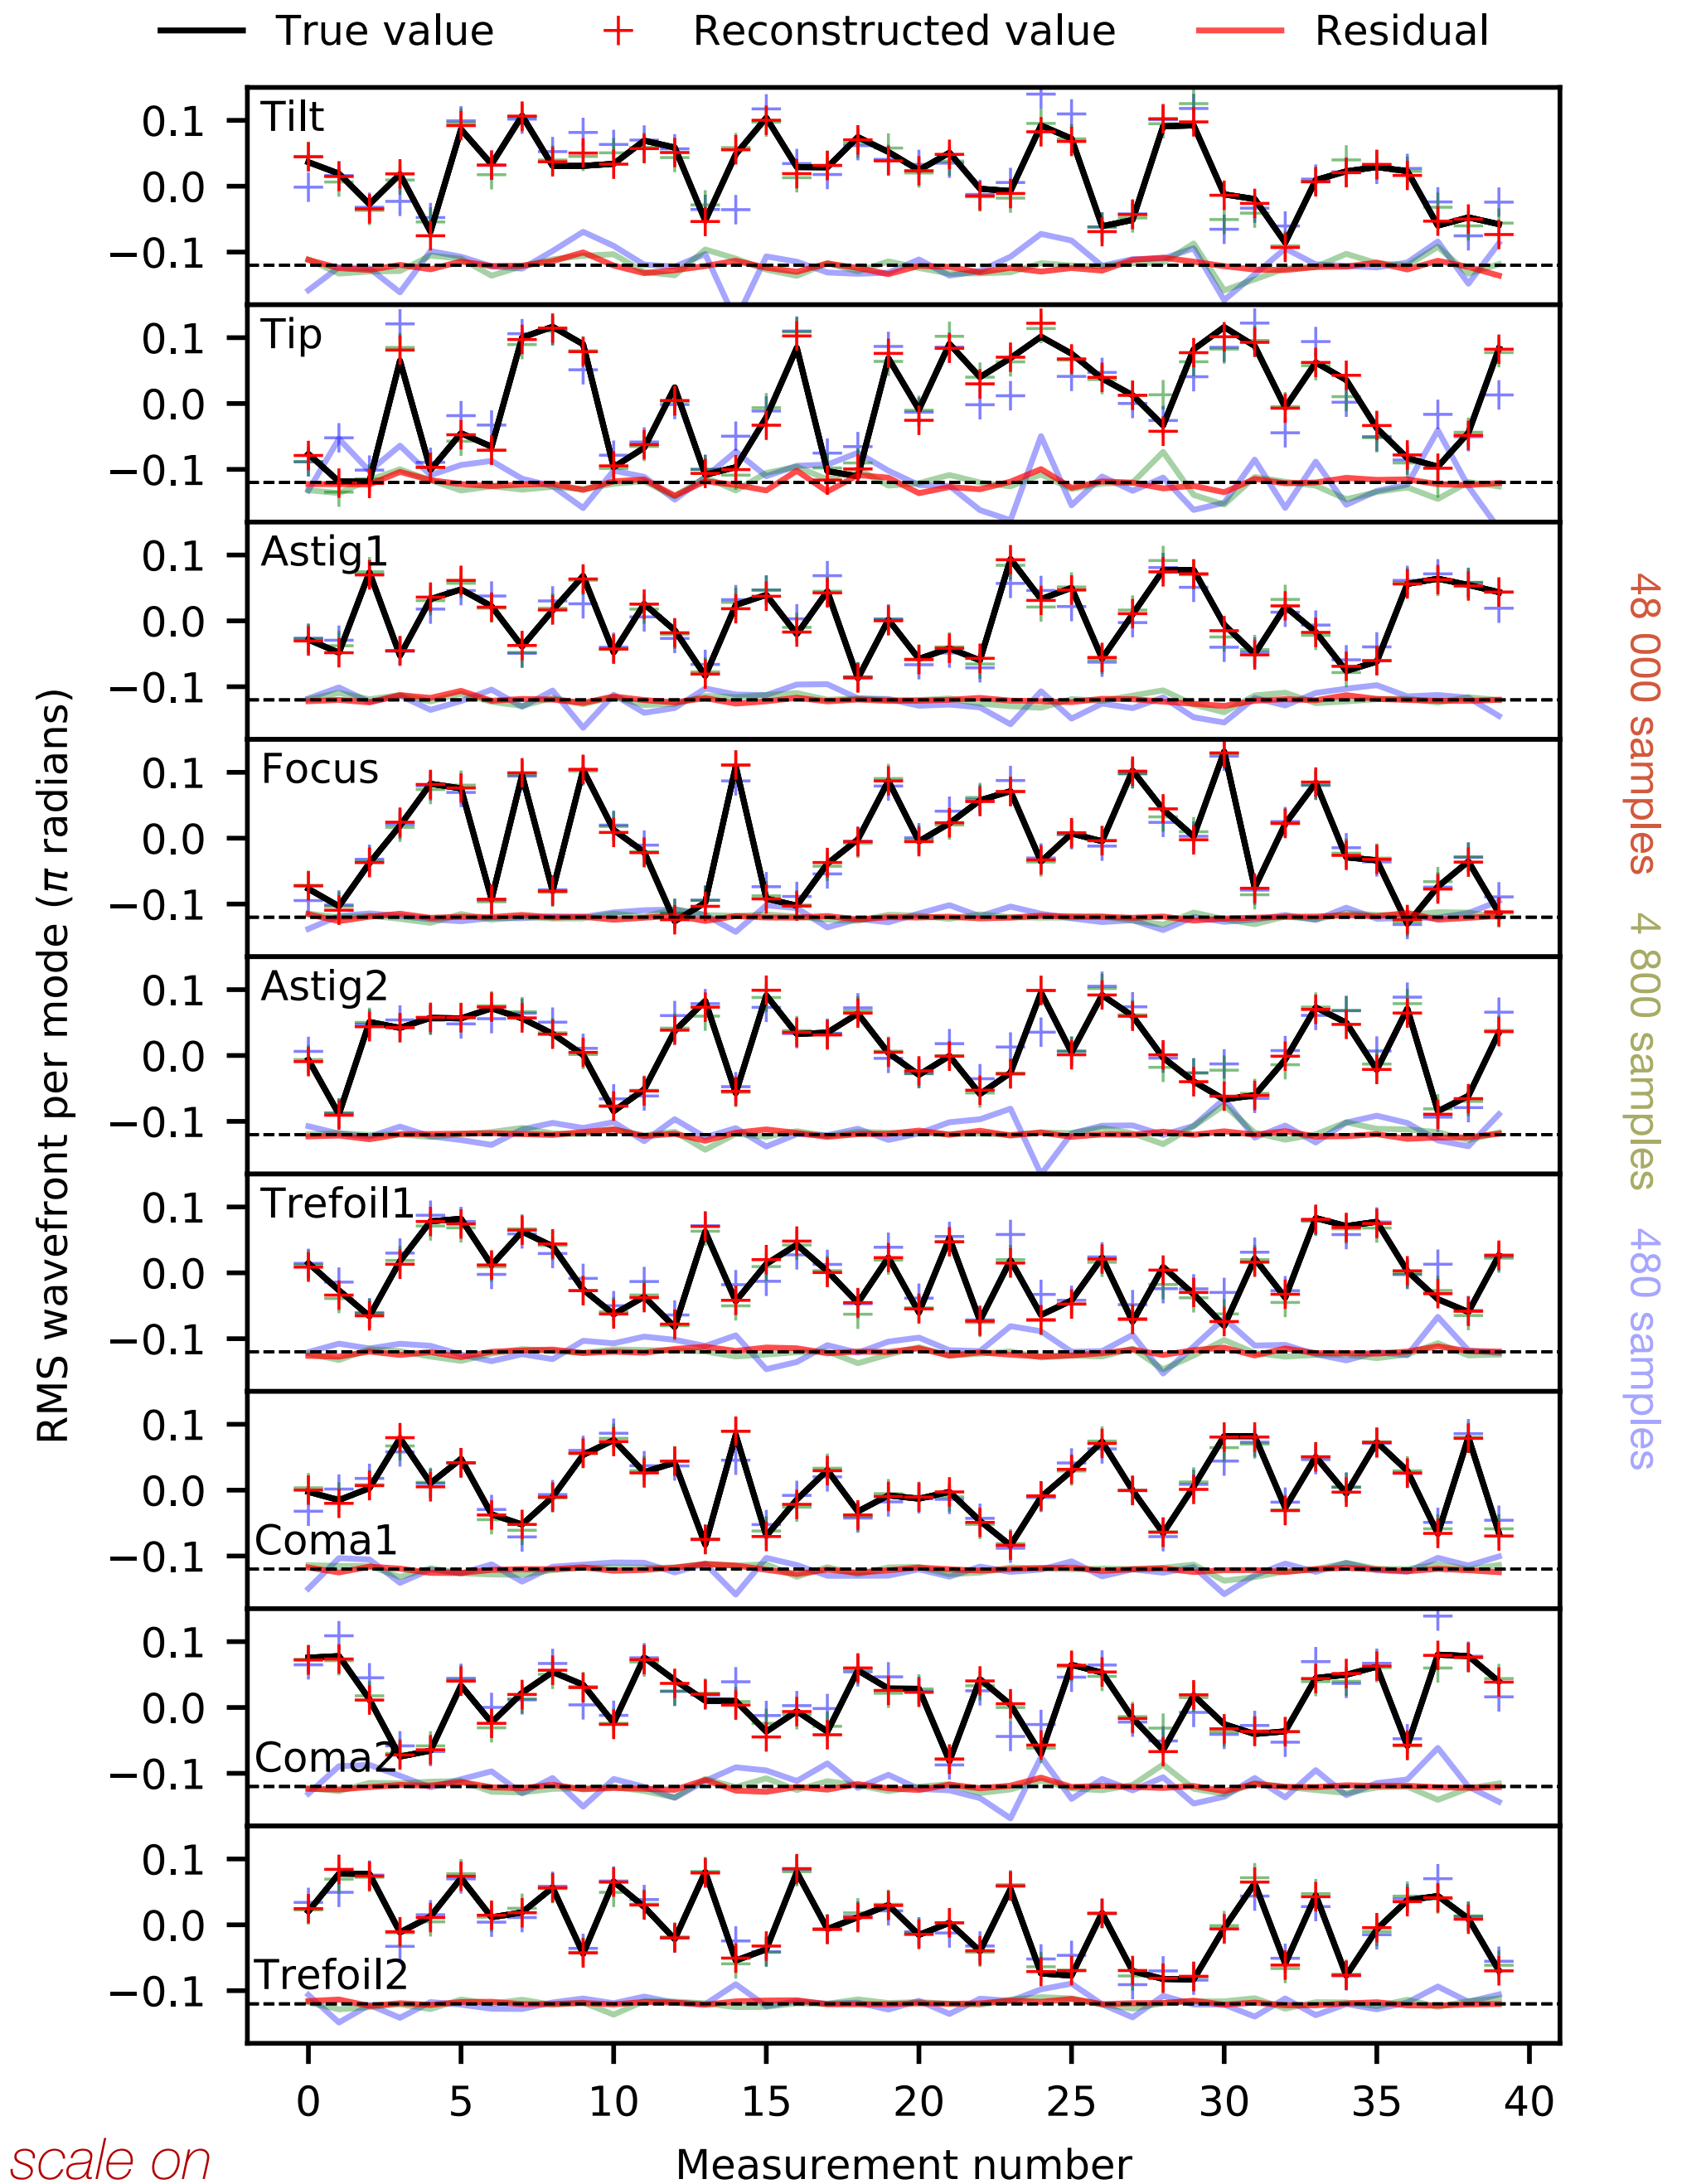 True value Reconstructed value Residual
Tilt
0.1
0.0
−0.1
Tip
0.1
0.0
−0.1
Astig1
0.1
0.0
−0.1
Focus
0.1
0.0
−0.1
Astig2
0.1
0.0
−0.1
Trefoil1
0.1
0.0
−0.1
Coma1
0.1
0.0
−0.1
Coma2
0.1
0.0
−0.1
Trefoil2
0.1
0.0
−0.1
RMS wavefront per mode (π radians)
48 000 samples 4 800 samples 480 samples
0 5 10 15 20 25 30 35 40
Measurement number
scale on